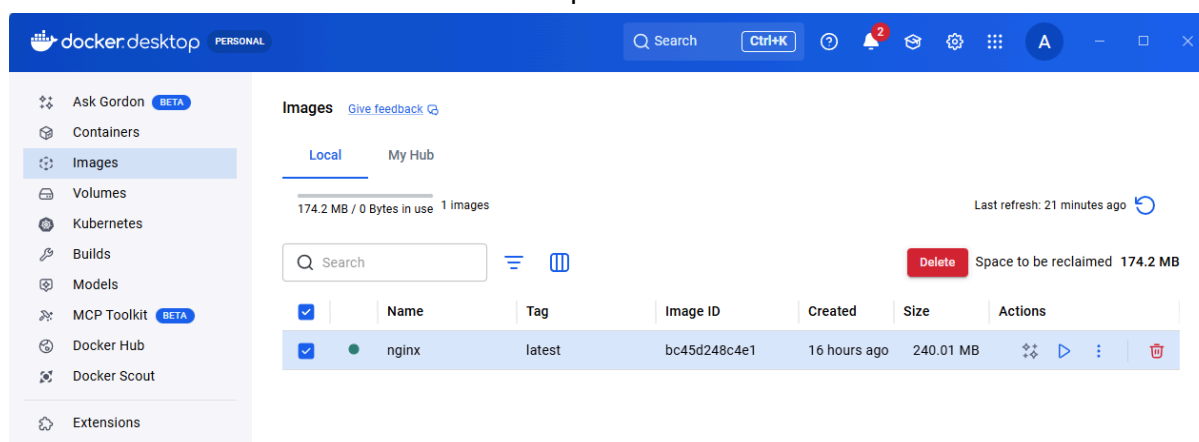 docker.desktop PERSONAL
Search Ctrl+K
2
A
Ask Gordon BETA
Containers
Images
Volumes
Kubernetes
Builds
Models
MCP Toolkit BETA
Docker Hub
Docker Scout
Extensions
Images Give feedback
Local My Hub
174.2 MB / 0 Bytes in use 1 images
Last refresh: 21 minutes ago
Search
Delete Space to be reclaimed 174.2 MB
Name Tag Image ID Created Size Actions
nginx latest bc45d248c4e1 16 hours ago 240.01 MB